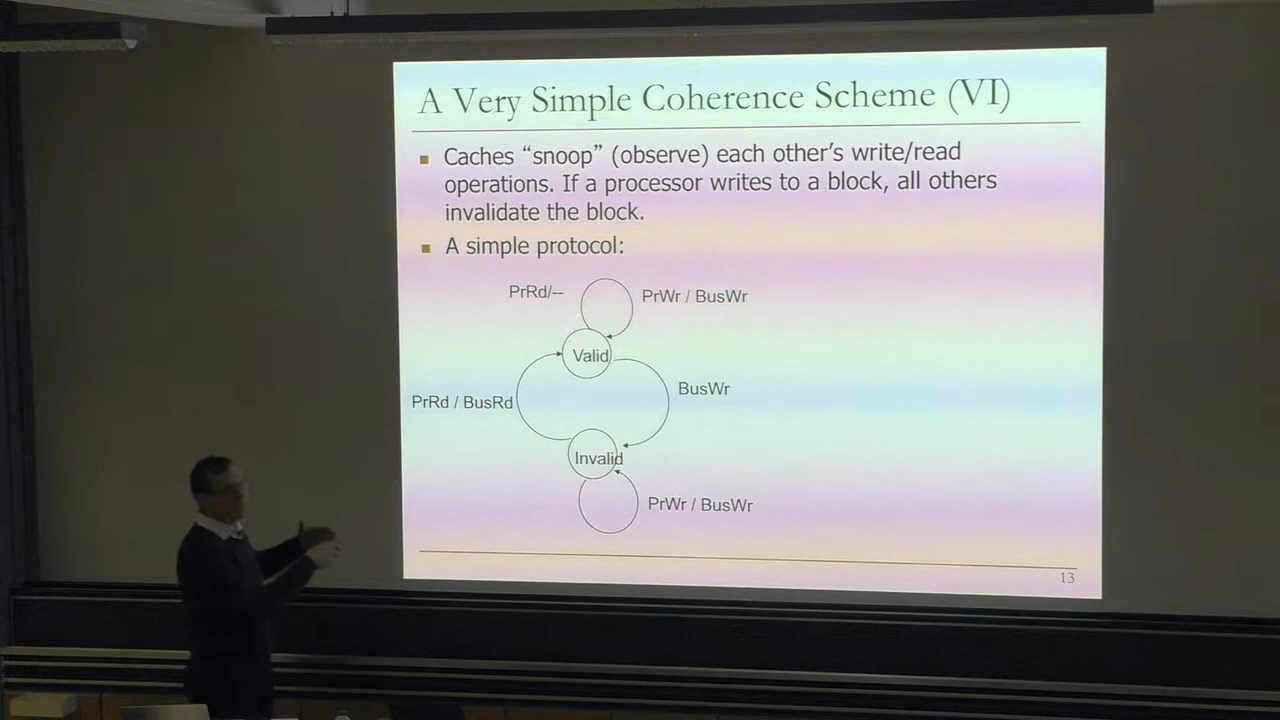 A Very Simple Coherence Scheme (VI)
Caches “snoop” (observe) each other’s write/read
operations. If a processor writes to a block, all others
invalidate the block.
A simple protocol:
PrRd/--
PrWr / BusWr
Valid
BusWr
PrRd / BusRd
Invalid
PrWr / BusWr
13